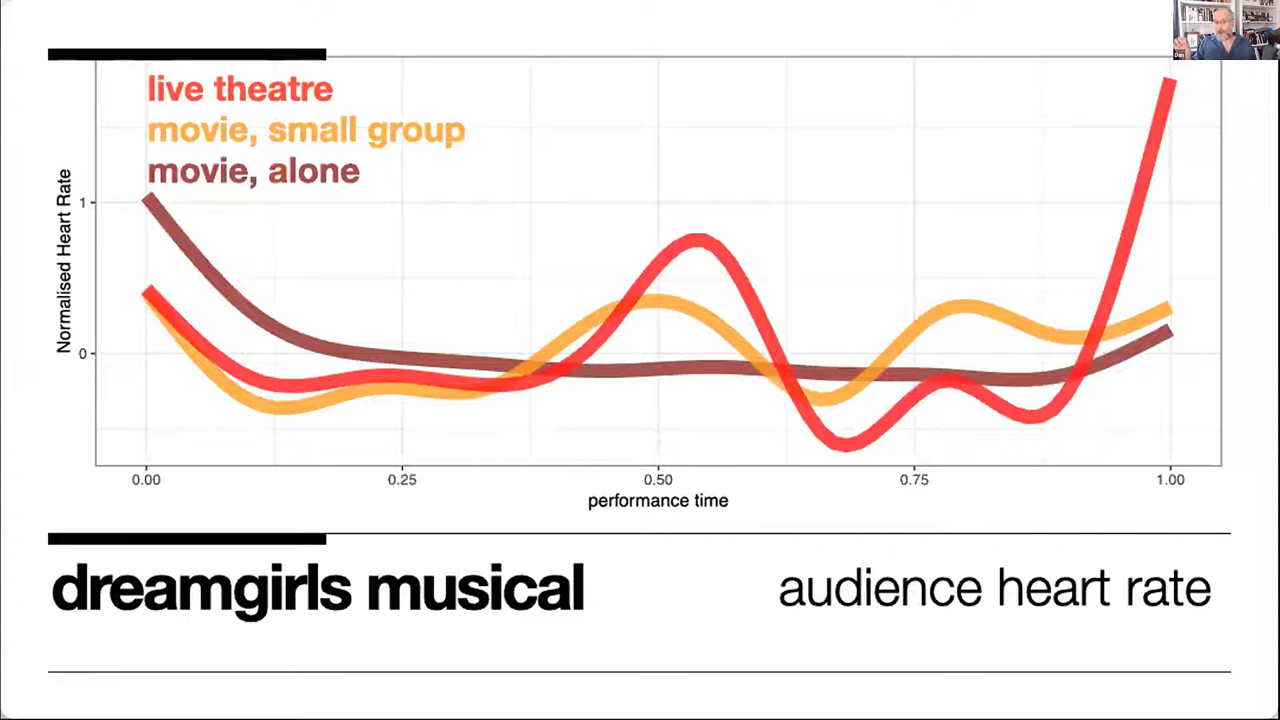 live theatre
movie, small group
movie, alone
Normalised Heart Rate
1
0
0.00 0.25 0.50 0.75 1.00
performance time
dreamgirls musical
audience heart rate
Dan